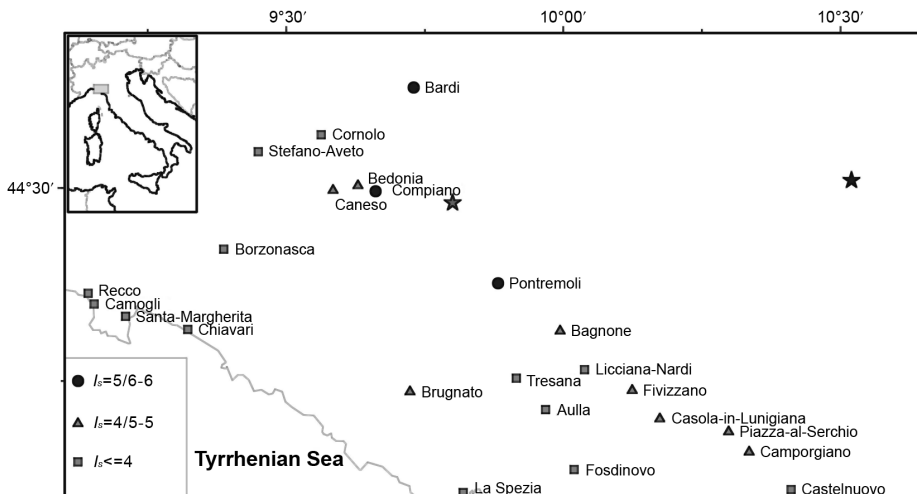 9°30′ 10°00′ 10°30′
Bardi
Cornolo
Stefano-Aveto
Bedonia
44°30′
Compiano
Caneso
Borzonasca
Pontremoli
Recco
Camogli
Santa-Margherita
Chiavari
Bagnone
Licciana-Nardi
Tresana
Is=5/6-6
Brugnato
Fivizzano
Aulla
Casola-in-Lunigiana
Is=4/5-5
Piazza-al-Serchio
Camporgiano
Tyrrhenian Sea
Is<=4
Fosdinovo
La Spezia
Castelnuovo